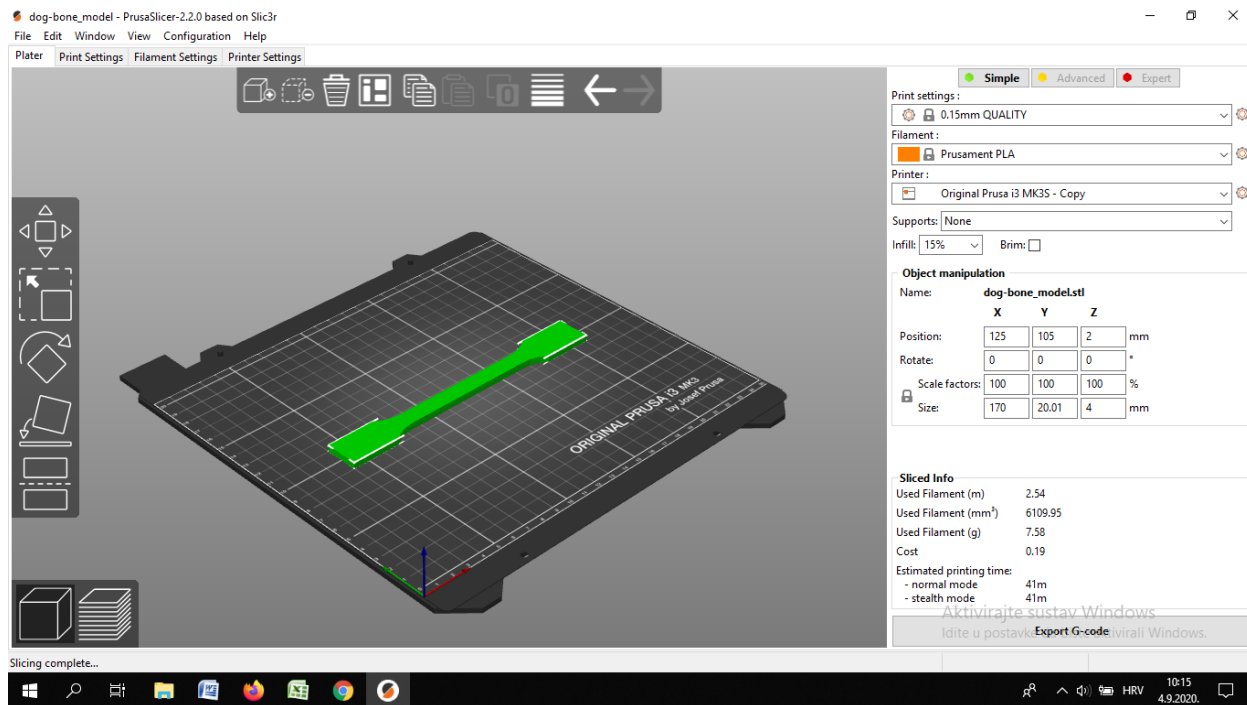 dog-bone_model - PrusaSlicer-2.2.0 based on Slic3r
File Edit Window View Configuration Help
Plater Print Settings Filament Settings Printer Settings
Simple Advanced Expert
Print settings :
0.15mm QUALITY
Filament :
Prusament PLA
Printer :
Original Prusa i3 MK3S - Copy
Supports: None
Infill: 15% Brim:
Object manipulation
Name: dog-bone_model.stl
X Y Z
Position: 125 105 2 mm
Rotate: 0 0 0 °
Scale factors: 100 100 100 %
Size: 170 20.01 4 mm
ORIGINAL PRUSA i3 MK3
by Josef Prusa
Sliced Info
Used Filament (m) 2.54
Used Filament (mm³) 6109.95
Used Filament (g) 7.58
Cost 0.19
Estimated printing time:
- normal mode 41m
- stealth mode 41m
Aktivirajte sustav Windows
Export G-code
Slicing complete...
HRV
10:15
4.9.2020.